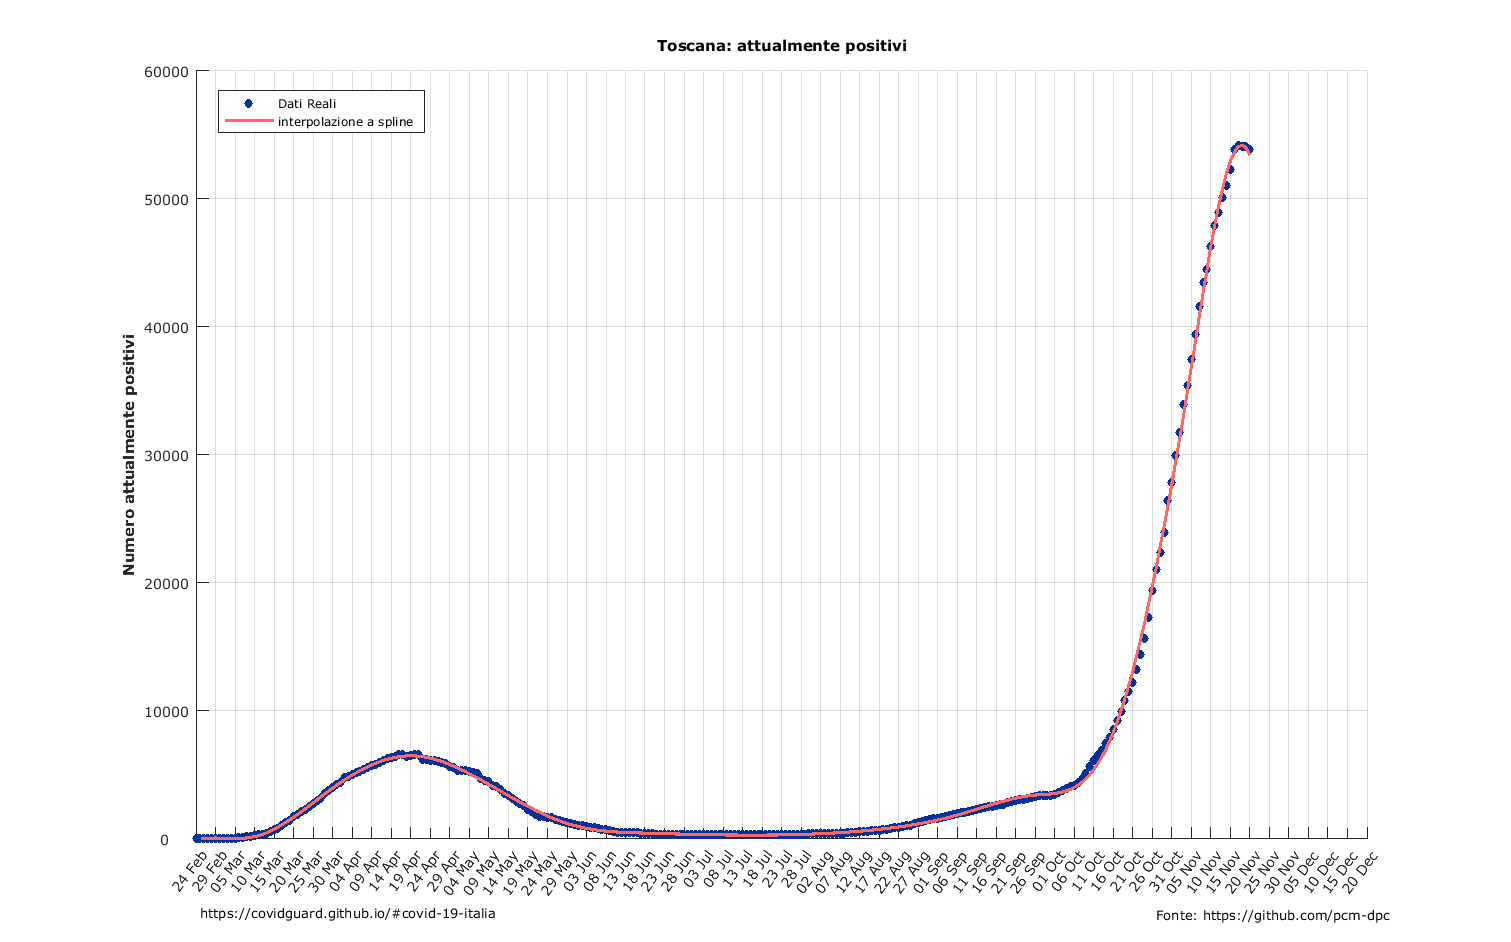 Toscana: attualmente positivi
60000
50000
40000
30000
20000
10000
0
Numero attualmente positivi
Dati Reali
interpolazione a spline
24 Feb
29 Feb
05 Mar
10 Mar
15 Mar
20 Mar
25 Mar
30 Mar
04 Apr
09 Apr
14 Apr
19 Apr
24 Apr
29 Apr
04 May
09 May
14 May
19 May
24 May
29 May
03 Jun
08 Jun
13 Jun
18 Jun
23 Jun
28 Jun
03 Jul
08 Jul
13 Jul
18 Jul
23 Jul
28 Jul
02 Aug
07 Aug
12 Aug
17 Aug
22 Aug
27 Aug
01 Sep
06 Sep
11 Sep
16 Sep
21 Sep
26 Sep
01 Oct
06 Oct
11 Oct
16 Oct
21 Oct
26 Oct
31 Oct
05 Nov
10 Nov
15 Nov
20 Nov
25 Nov
30 Nov
05 Dec
10 Dec
15 Dec
20 Dec
https://covidguard.github.io/#covid-19-italia
Fonte: https://github.com/pcm-dpc